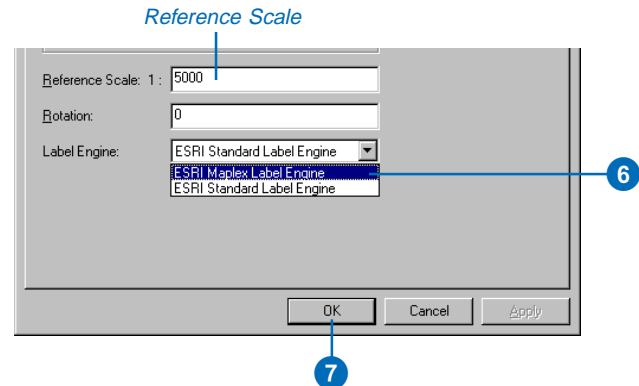 Reference Scale
Reference Scale: 1: 5000
Rotation: 0
Label Engine: ESRI Standard Label Engine
ESRI Maplex Label Engine
ESRI Standard Label Engine
6
OK Cancel Apply
7